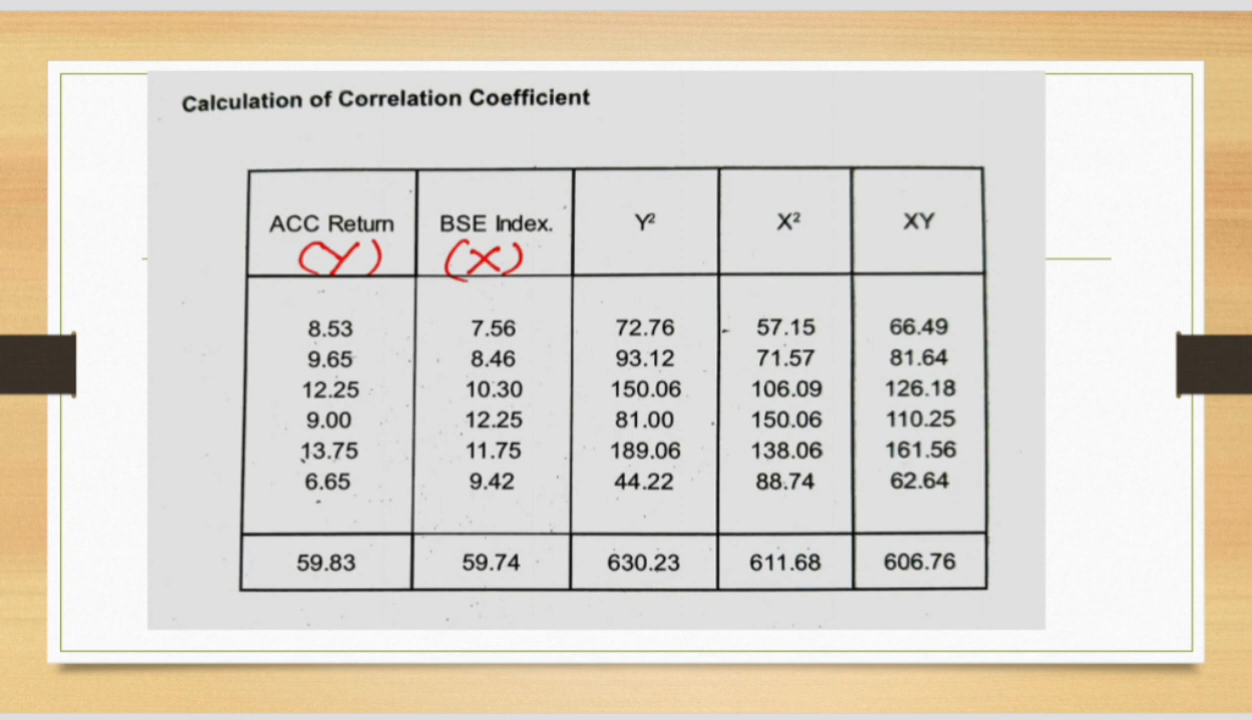 Calculation of Correlation Coefficient
ACC Return BSE Index. Y² X² XY
(Y) (X)
8.53 7.56 72.76 57.15 66.49
9.65 8.46 93.12 71.57 81.64
12.25 10.30 150.06 106.09 126.18
9.00 12.25 81.00 150.06 110.25
13.75 11.75 189.06 138.06 161.56
6.65 9.42 44.22 88.74 62.64
59.83 59.74 630.23 611.68 606.76